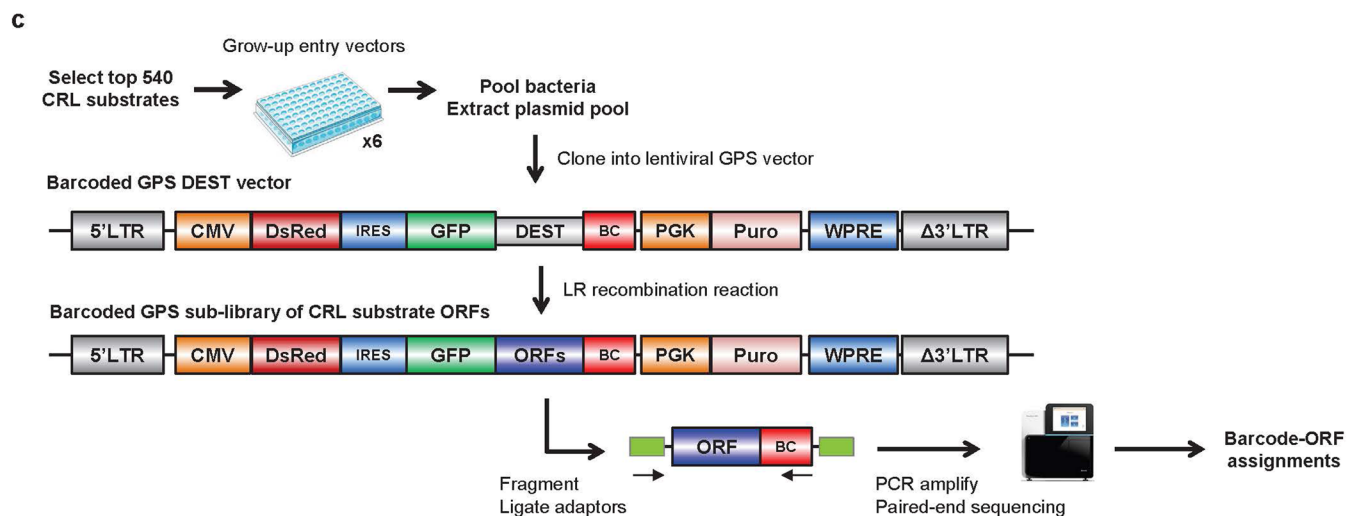 c
Grow-up entry vectors
Select top 540
CRL substrates
x6
Pool bacteria
Extract plasmid pool
Clone into lentiviral GPS vector
Barcoded GPS DEST vector
5'LTR CMV DsRed IRES GFP DEST BC PGK Puro WPRE Δ3'LTR
LR recombination reaction
Barcoded GPS sub-library of CRL substrate ORFs
5'LTR CMV DsRed IRES GFP ORFs BC PGK Puro WPRE Δ3'LTR
ORF BC
Fragment
Ligate adaptors
PCR amplify
Paired-end sequencing
Barcode-ORF
assignments